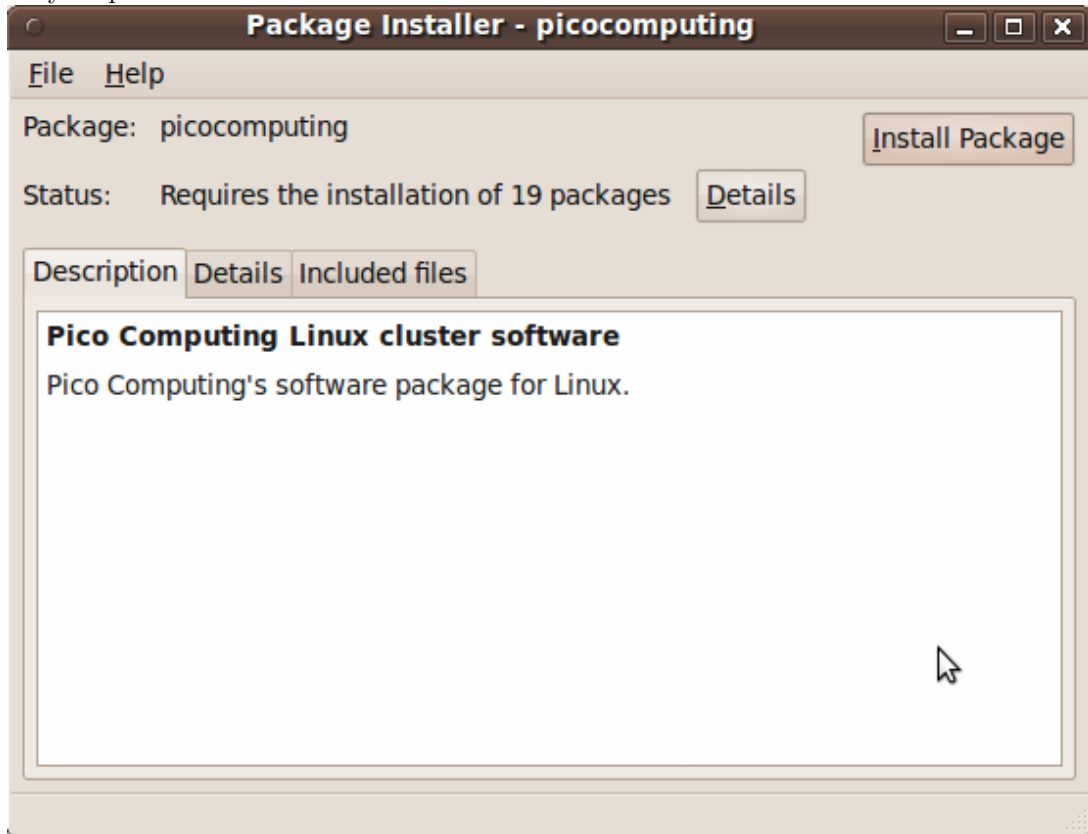 Package Installer - picocomputing
File Help
Package: picocomputing
Install Package
Status: Requires the installation of 19 packages Details
Description Details Included files
Pico Computing Linux cluster software
Pico Computing's software package for Linux.